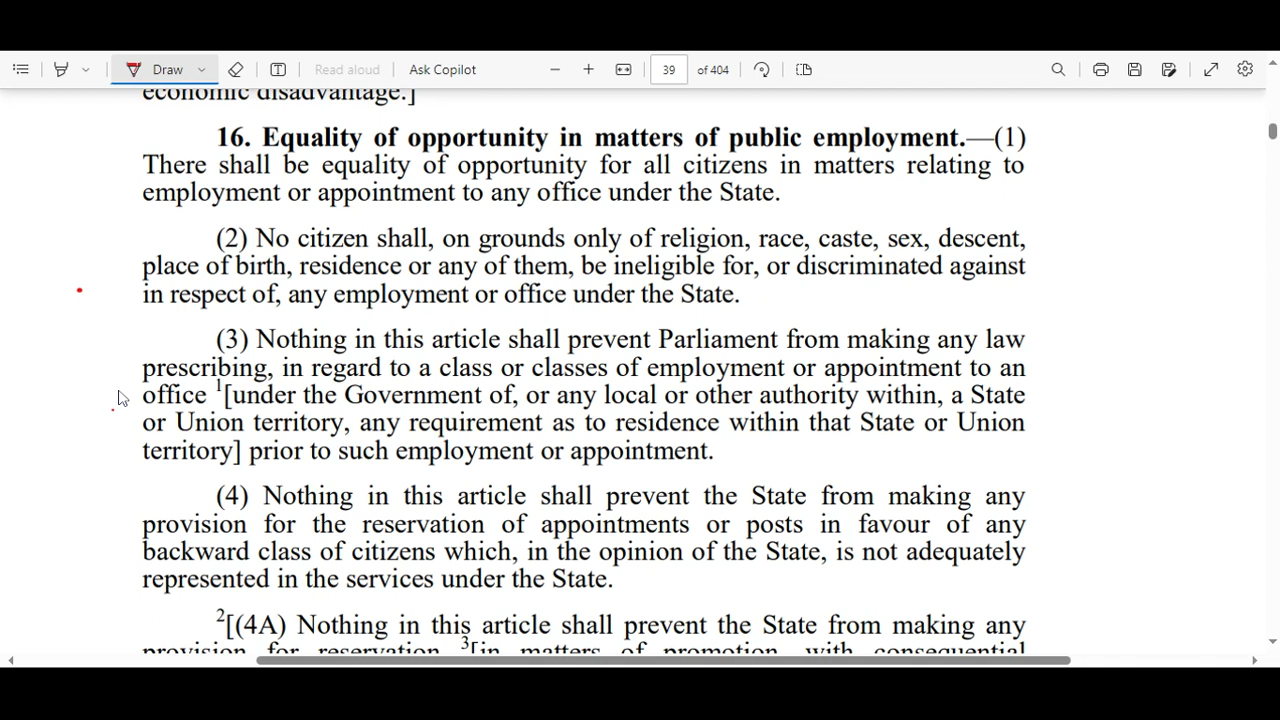 Draw
Read aloud
Ask Copilot
39
of 404
economic disadvantage.]
16. Equality of opportunity in matters of public employment.—(1)
There shall be equality of opportunity for all citizens in matters relating to
employment or appointment to any office under the State.
(2) No citizen shall, on grounds only of religion, race, caste, sex, descent,
place of birth, residence or any of them, be ineligible for, or discriminated against
in respect of, any employment or office under the State.
(3) Nothing in this article shall prevent Parliament from making any law
prescribing, in regard to a class or classes of employment or appointment to an
office ¹[under the Government of, or any local or other authority within, a State
or Union territory, any requirement as to residence within that State or Union
territory] prior to such employment or appointment.
(4) Nothing in this article shall prevent the State from making any
provision for the reservation of appointments or posts in favour of any
backward class of citizens which, in the opinion of the State, is not adequately
represented in the services under the State.
²[(4A) Nothing in this article shall prevent the State from making any
provision for reservation ³[in matters of promotion, with consequential